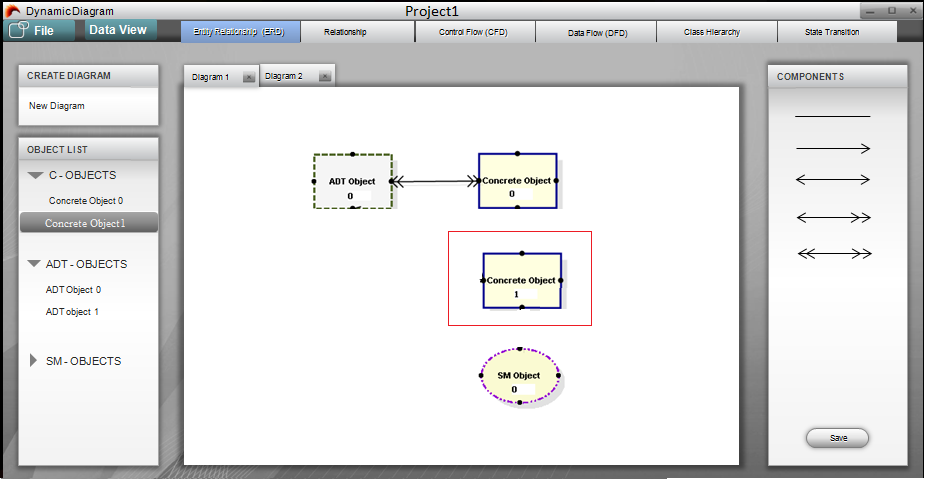 DynamicDiagram
Project1
File
Data View
Entity Relationship (ERD)
Relationship
Control Flow (CFD)
Data Flow (DFD)
Class Hierarchy
State Transition
CREATE DIAGRAM
New Diagram
OBJECT LIST
C - OBJECTS
Concrete Object 0
Concrete Object1
ADT - OBJECTS
ADT Object 0
ADT object 1
SM - OBJECTS
Diagram 1
Diagram 2
ADT Object
0
Concrete Object
0
Concrete Object
1
SM Object
0
COMPONENTS
Save